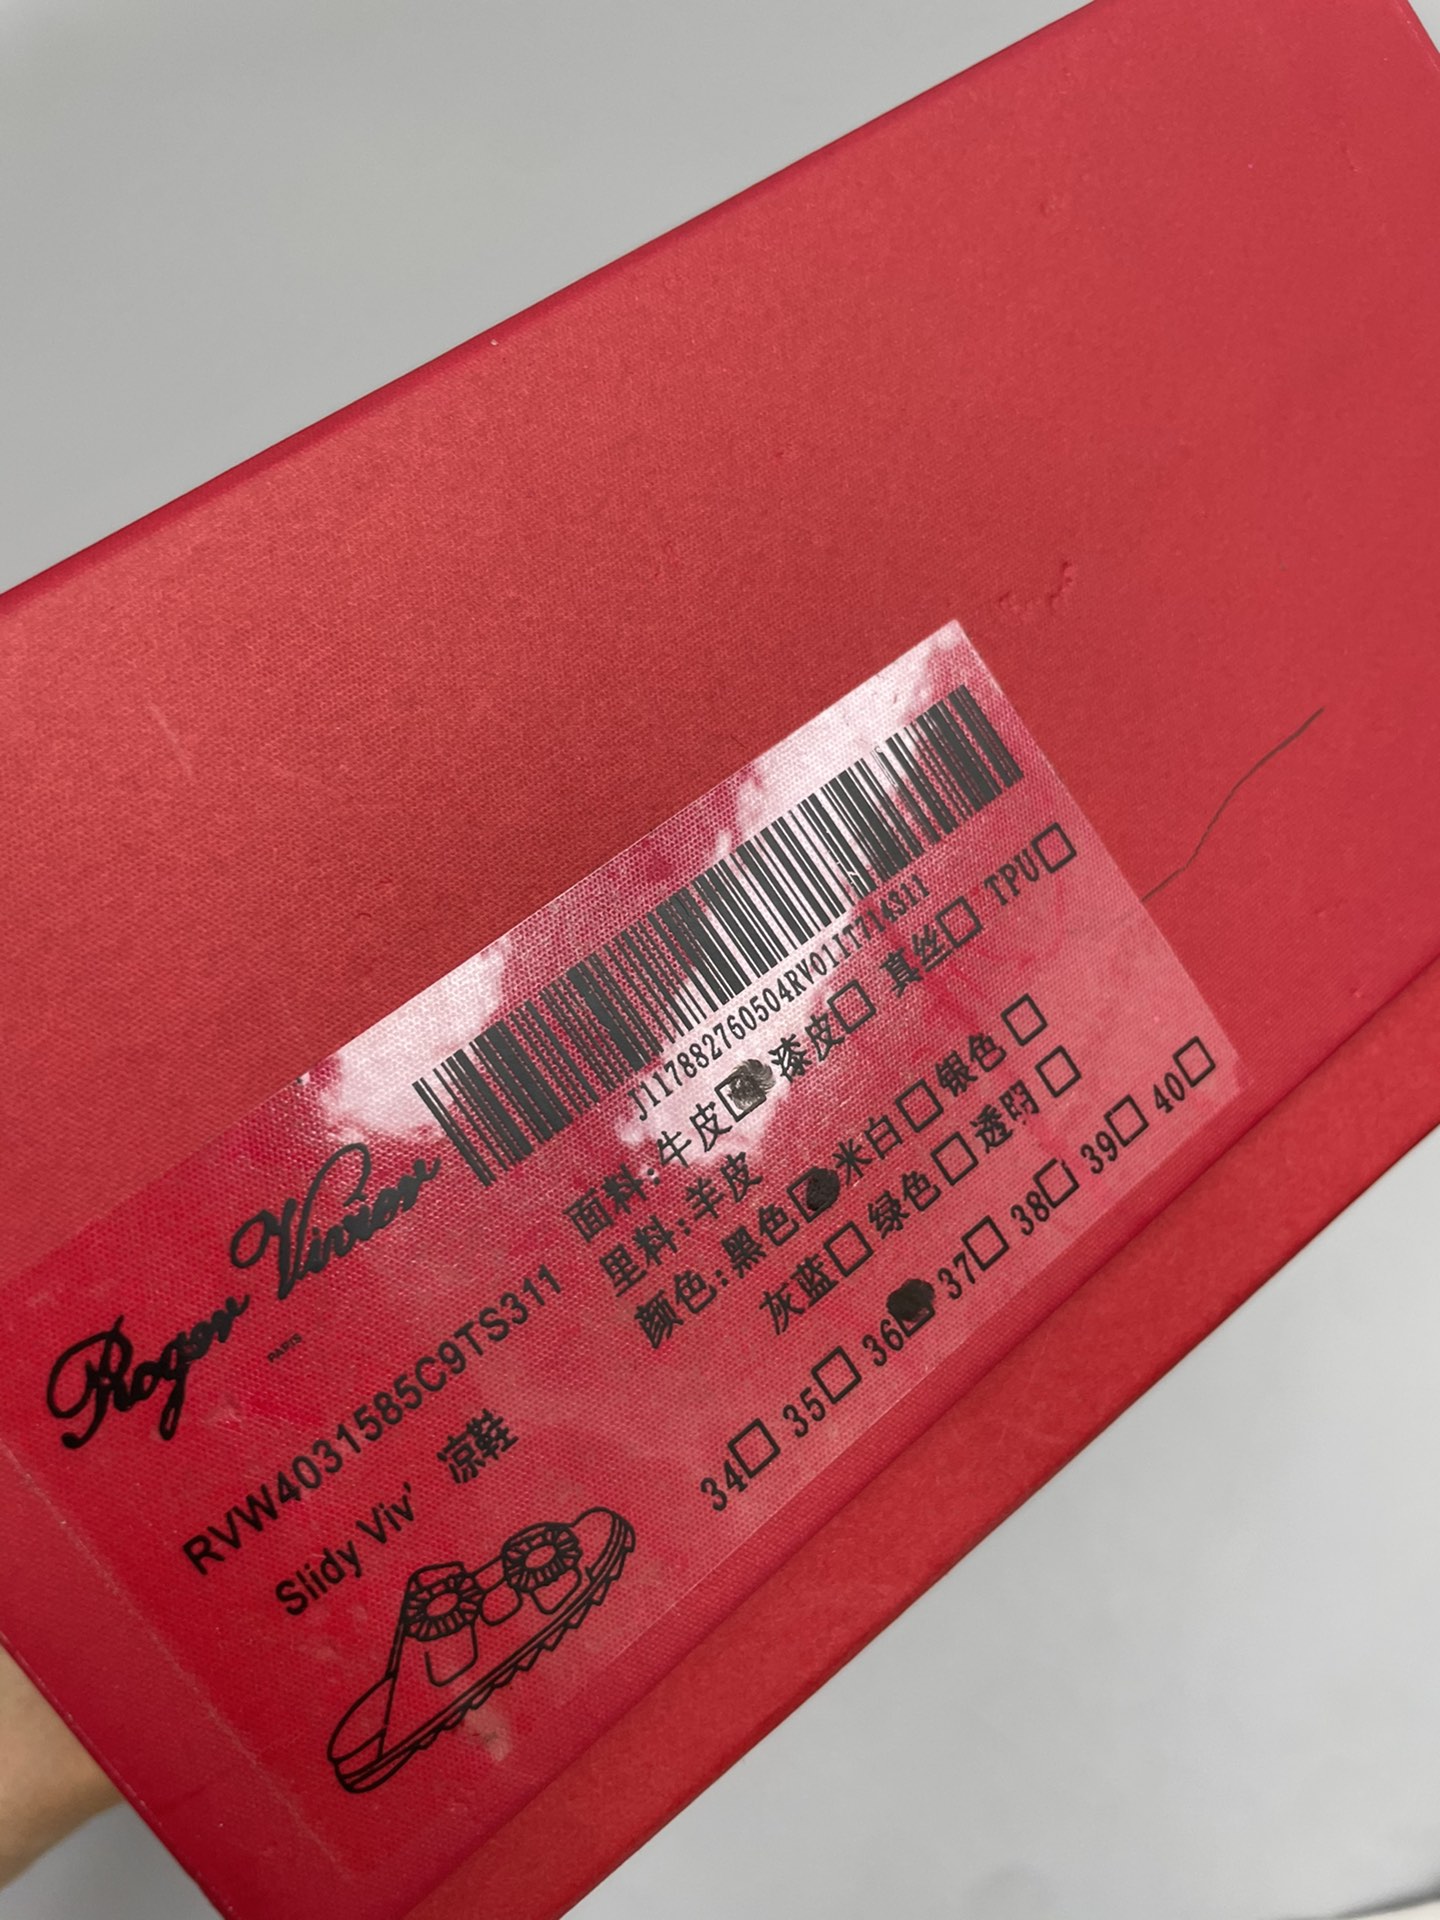 Roger Vivier
PARIS
RVW4031585C9TS311
Slidy Viv' 凉鞋
J117882760504RV01IT714S11
面料:牛皮☑漆皮□ 真丝□ TPU□
里料:羊皮
颜色:黑色☑米白□银色□
灰蓝□绿色□透明□
34□ 35□ 36☑ 37□ 38□ 39□ 40□